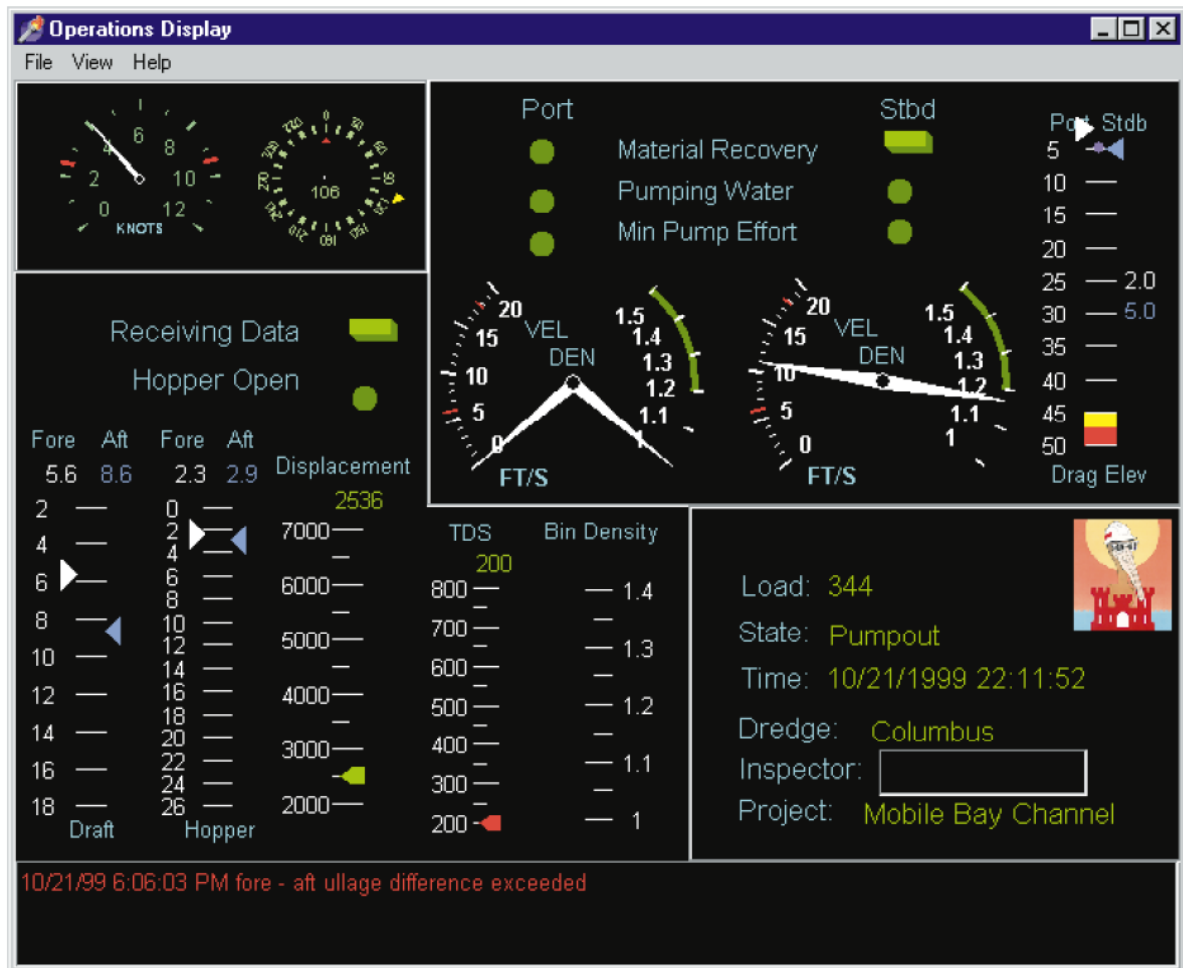 Operations Display
File View Help
0 2 4 6 8 10 12
KNOTS
106
Port Stbd
Material Recovery
Pumping Water
Min Pump Effort
0 5 10 15 20
VEL
DEN
1.5 1.4 1.3 1.2 1.1 1
FT/S
0 5 10 15 20
VEL
DEN
1.5 1.4 1.3 1.2 1.1 1
FT/S
Stdb
5
10
15
20
25 2.0
30 5.0
35
40
45
50
Drag Elev
Receiving Data
Hopper Open
Fore Aft
5.6 8.6
2
4
6
8
10
12
14
16
18
Draft
Fore Aft
2.3 2.9
0
2
4
6
8
10
12
14
16
18
20
22
24
26
Hopper
Displacement
2536
7000
6000
5000
4000
3000
2000
TDS
200
800
700
600
500
400
300
200
Bin Density
1.4
1.3
1.2
1.1
1
Load: 344
State: Pumpout
Time: 10/21/1999 22:11:52
Dredge: Columbus
Inspector:
Project: Mobile Bay Channel
10/21/99 6:06:03 PM fore - aft ullage difference exceeded